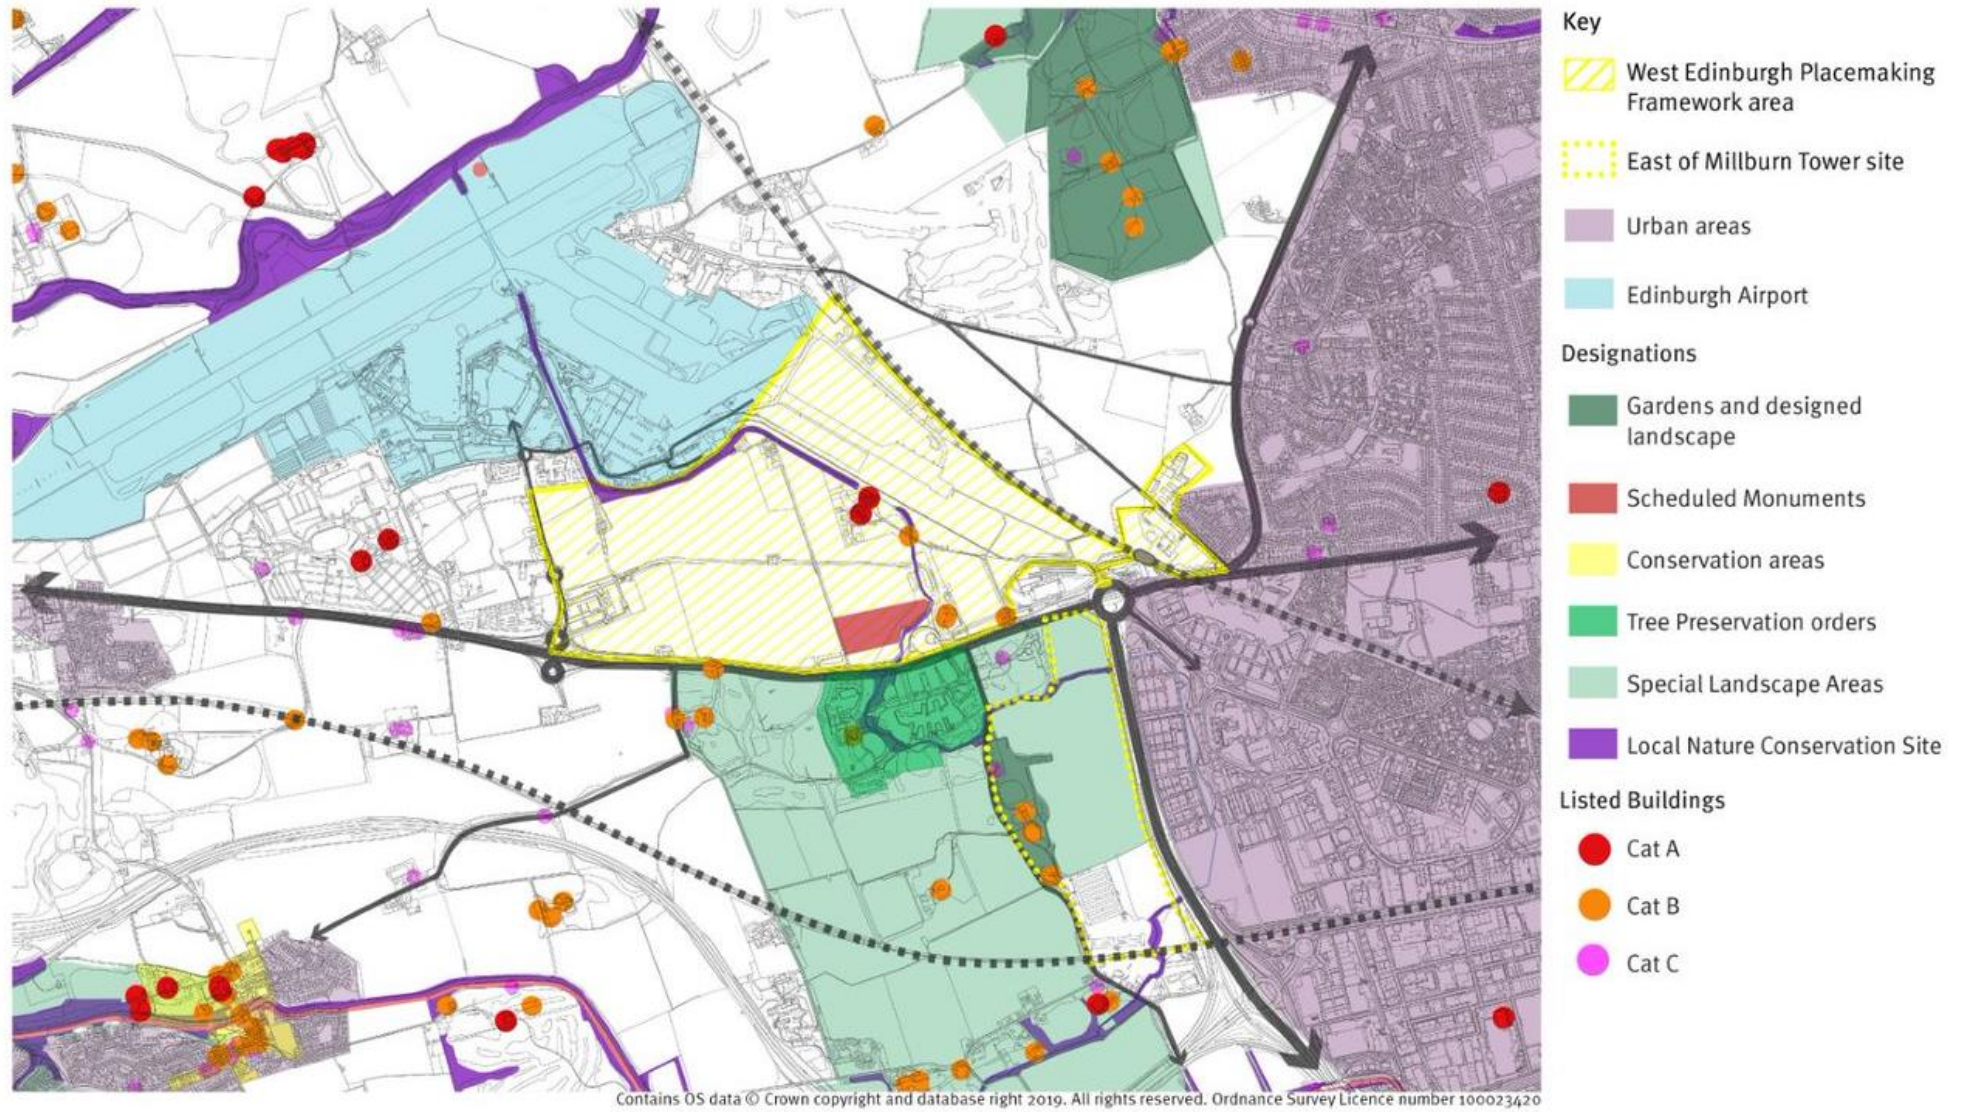 Key
West Edinburgh Placemaking
Framework area
East of Millburn Tower site
Urban areas
Edinburgh Airport
Designations
Gardens and designed
landscape
Scheduled Monuments
Conservation areas
Tree Preservation orders
Special Landscape Areas
Local Nature Conservation Site
Listed Buildings
Cat A
Cat B
Cat C
Contains OS data © Crown copyright and database right 2019. All rights reserved. Ordnance Survey Licence number 100023420